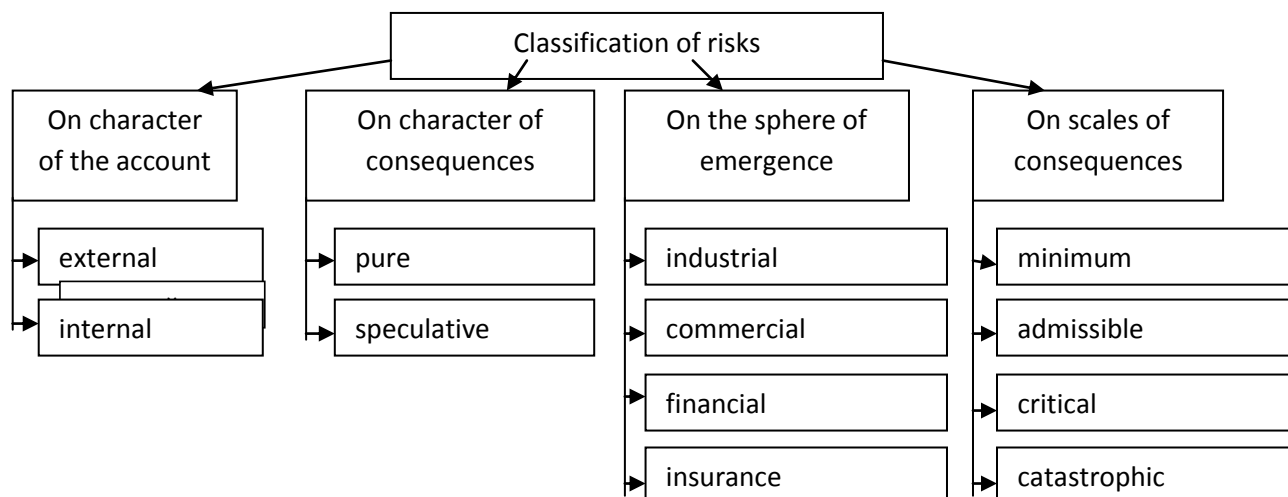 Classification of risks
On character
of the account
On character of
consequences
On the sphere of
emergence
On scales of
consequences
external
internal
pure
speculative
industrial
commercial
financial
insurance
minimum
admissible
critical
catastrophic